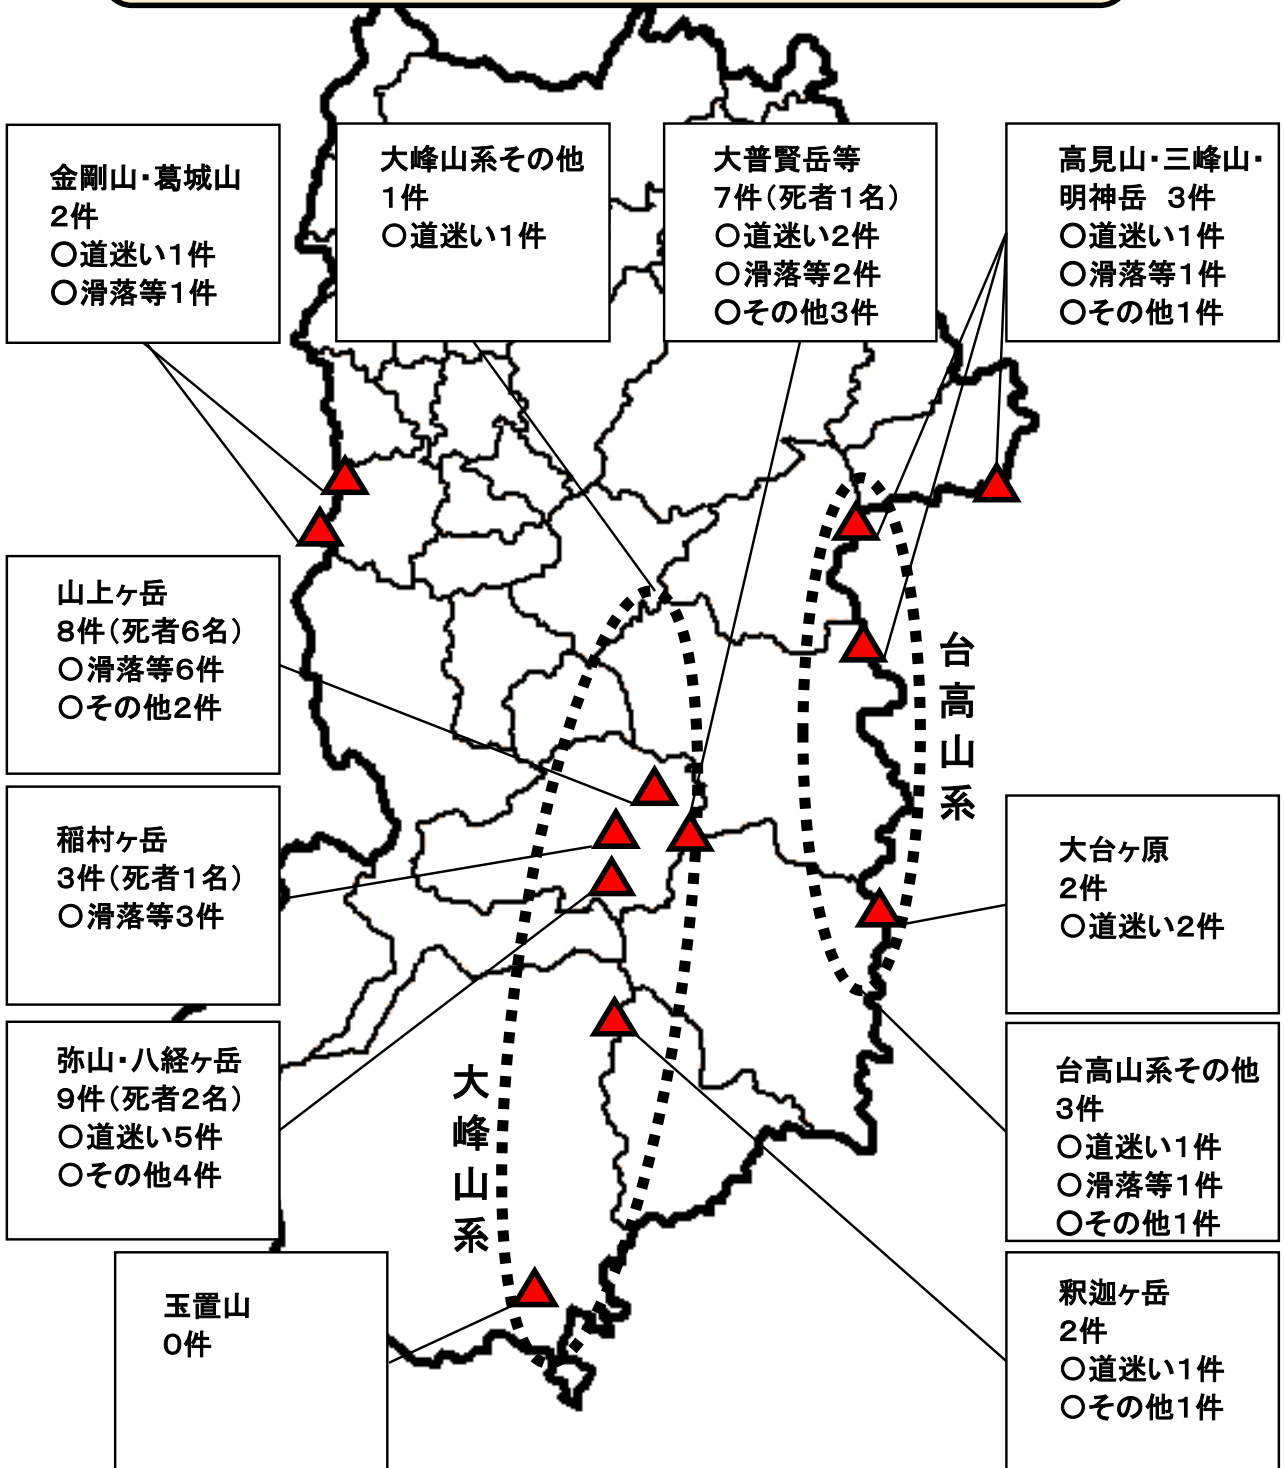 金剛山・葛城山
2件
○道迷い1件
○滑落等1件
大峰山系その他
1件
○道迷い1件
大普賢岳等
7件（死者1名）
○道迷い2件
○滑落等2件
○その他3件
高見山・三峰山・
明神岳　3件
○道迷い1件
○滑落等1件
○その他1件
山上ヶ岳
8件（死者6名）
○滑落等6件
○その他2件
台高山系
稲村ヶ岳
3件（死者1名）
○滑落等3件
大台ヶ原
2件
○道迷い2件
弥山・八経ヶ岳
9件（死者2名）
○道迷い5件
○その他4件
大峰山系
台高山系その他
3件
○道迷い1件
○滑落等1件
○その他1件
玉置山
0件
釈迦ヶ岳
2件
○道迷い1件
○その他1件